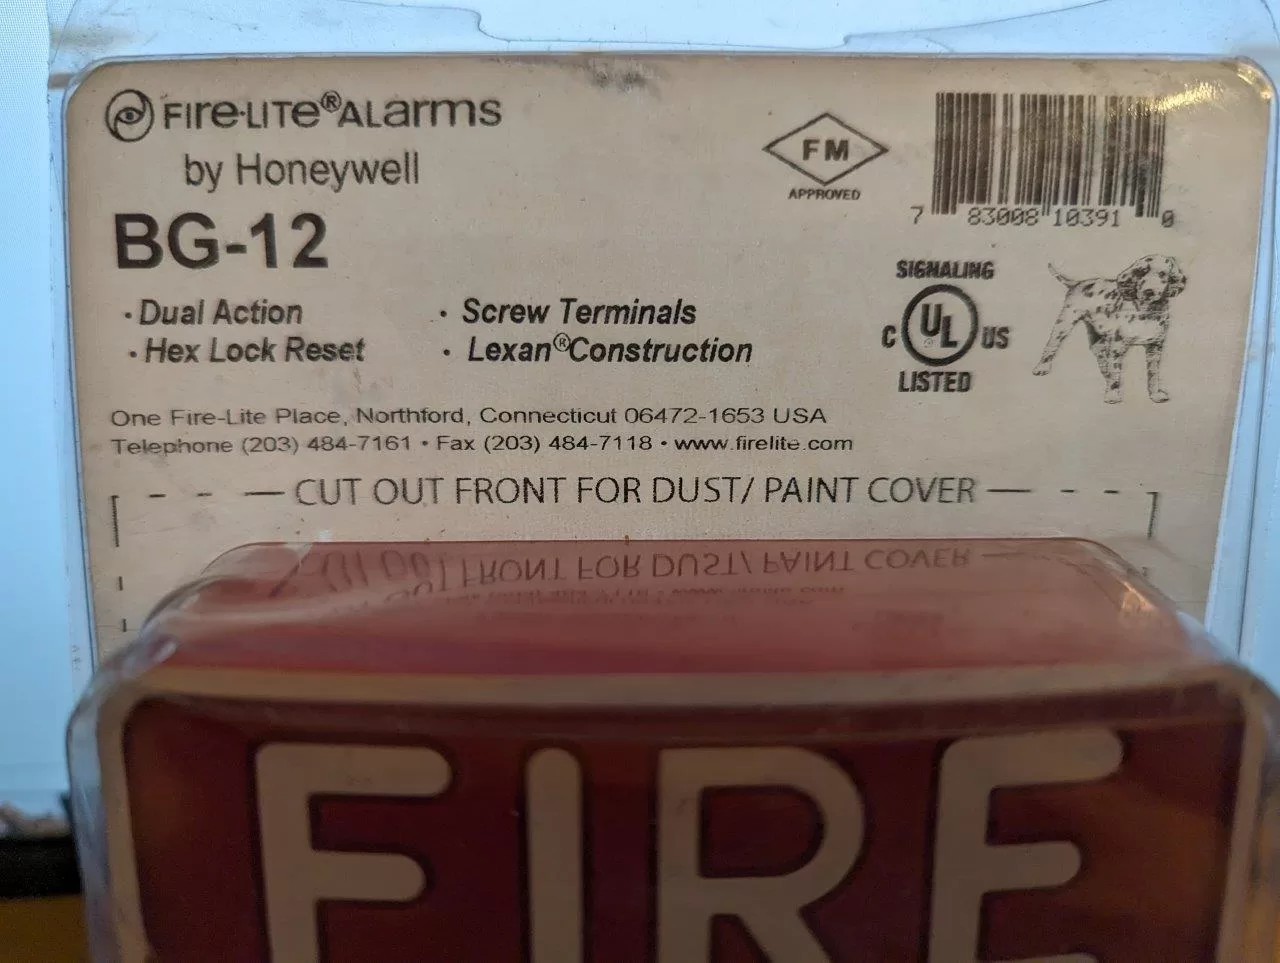 FIRE-LITE®ALARMS
by Honeywell
BG-12
• Dual Action
• Hex Lock Reset
• Screw Terminals
• Lexan®Construction
FM
APPROVED
7 83008 10391 0
SIGNALING
C UL US
LISTED
One Fire-Lite Place, Northford, Connecticut 06472-1653 USA
Telephone (203) 484-7161 • Fax (203) 484-7118 • www.firelite.com
CUT OUT FRONT FOR DUST/ PAINT COVER
FIRE